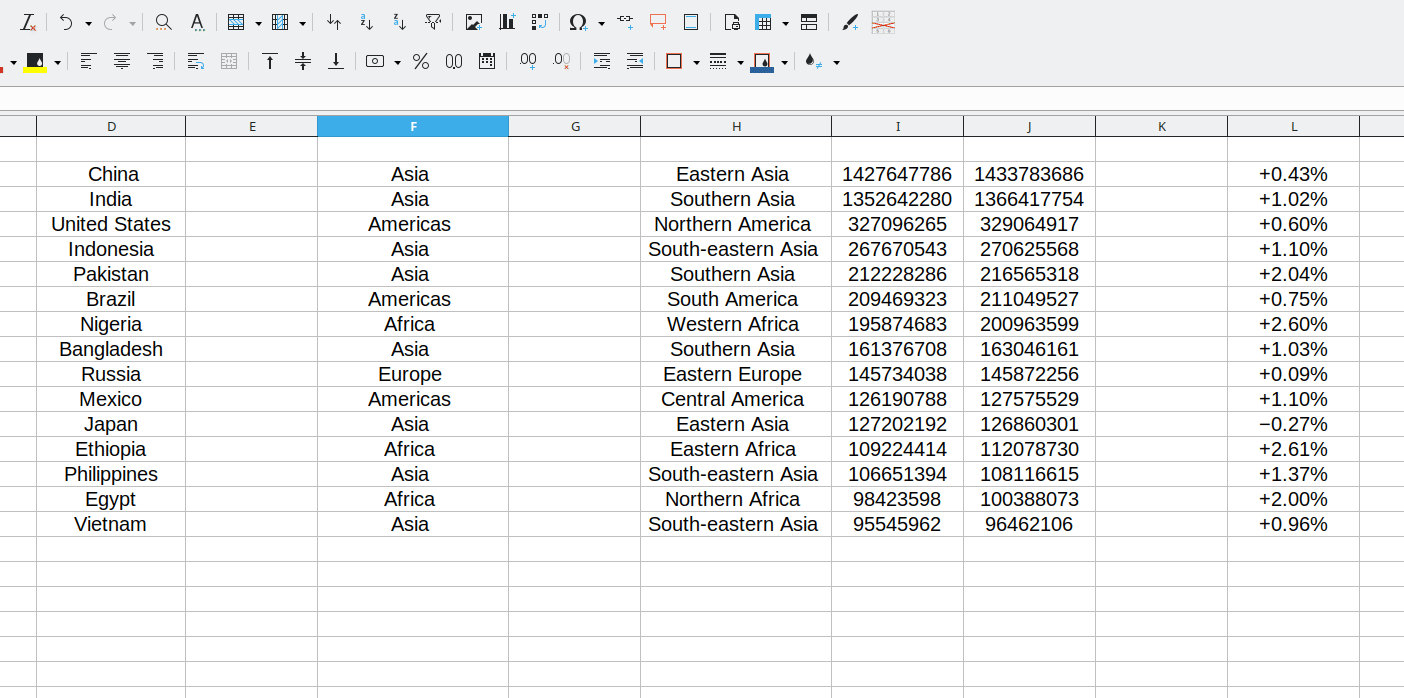 D E F G H I J K L
China Asia Eastern Asia 1427647786 1433783686 +0.43%
India Asia Southern Asia 1352642280 1366417754 +1.02%
United States Americas Northern America 327096265 329064917 +0.60%
Indonesia Asia South-eastern Asia 267670543 270625568 +1.10%
Pakistan Asia Southern Asia 212228286 216565318 +2.04%
Brazil Americas South America 209469323 211049527 +0.75%
Nigeria Africa Western Africa 195874683 200963599 +2.60%
Bangladesh Asia Southern Asia 161376708 163046161 +1.03%
Russia Europe Eastern Europe 145734038 145872256 +0.09%
Mexico Americas Central America 126190788 127575529 +1.10%
Japan Asia Eastern Asia 127202192 126860301 −0.27%
Ethiopia Africa Eastern Africa 109224414 112078730 +2.61%
Philippines Asia South-eastern Asia 106651394 108116615 +1.37%
Egypt Africa Northern Africa 98423598 100388073 +2.00%
Vietnam Asia South-eastern Asia 95545962 96462106 +0.96%